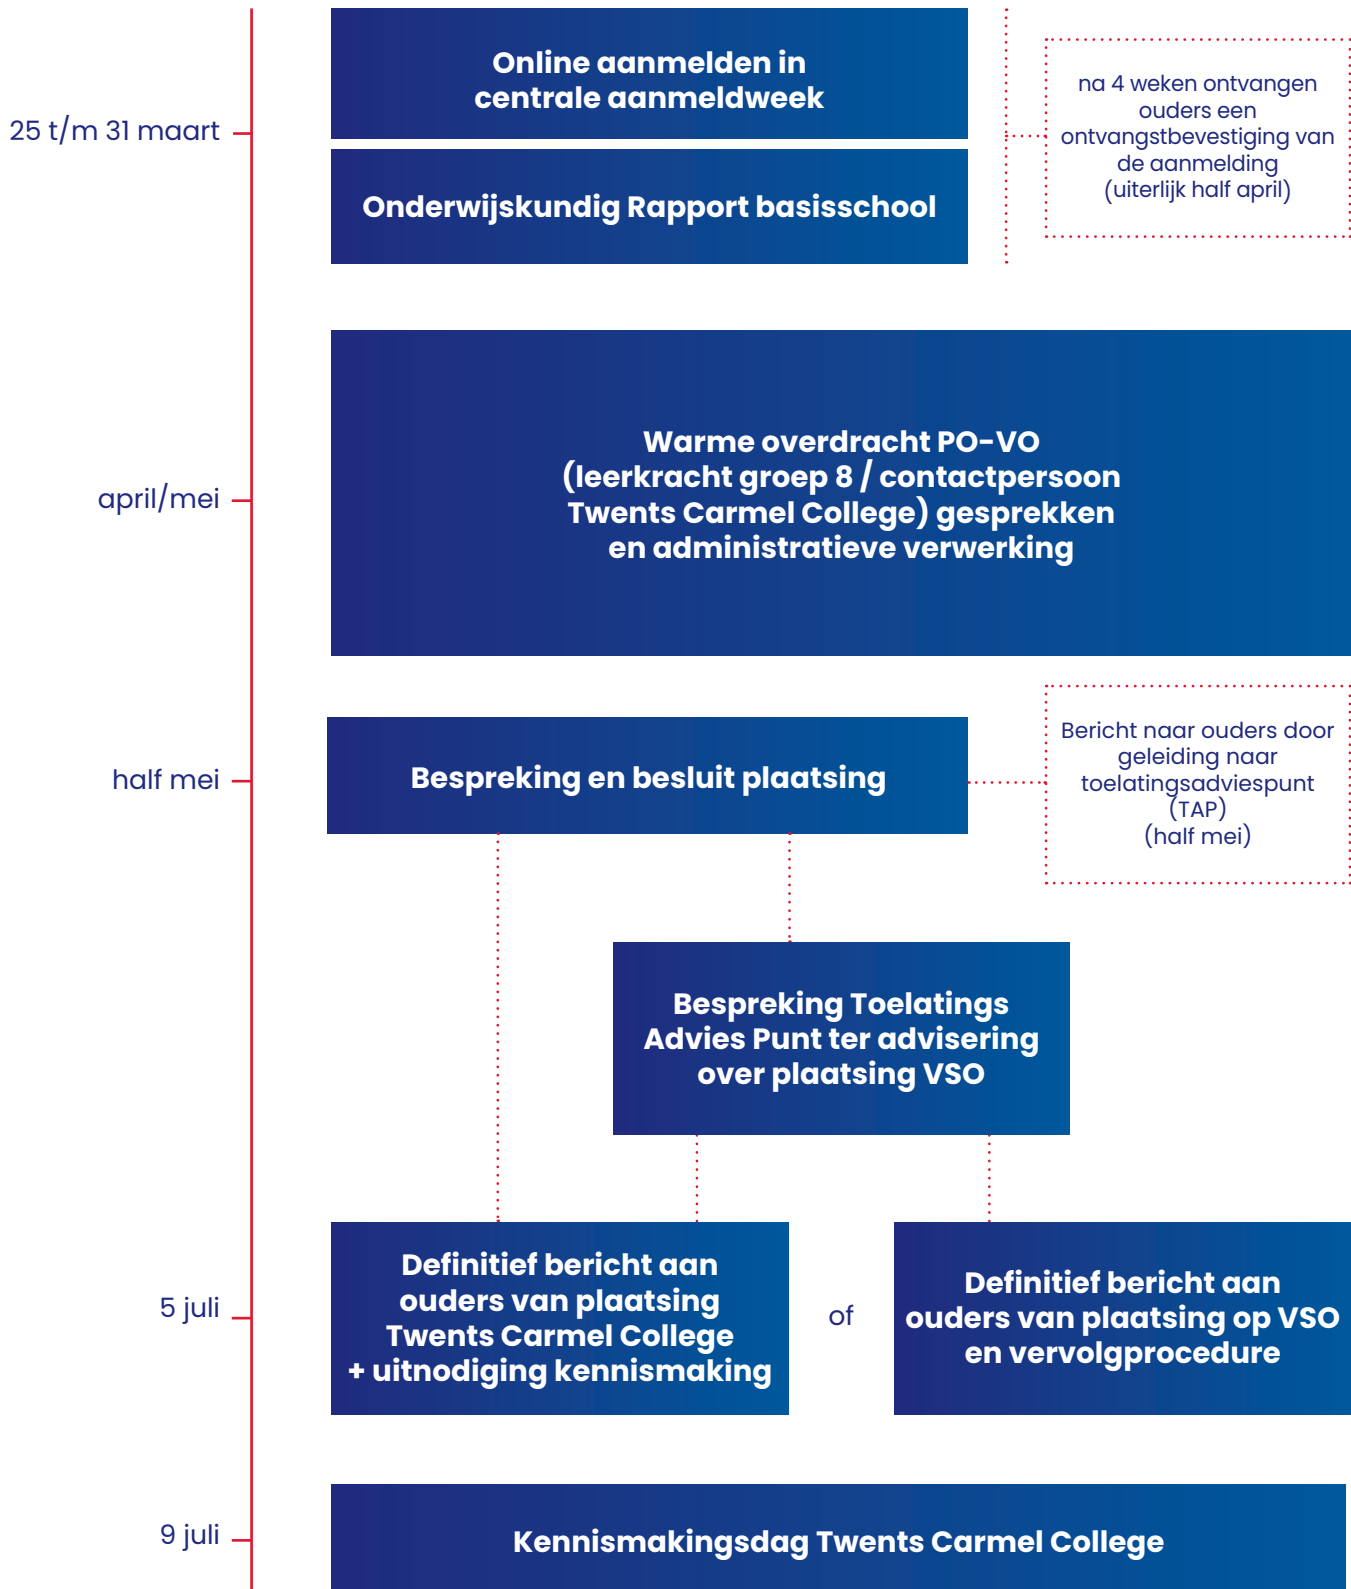 Online aanmelden in
centrale aanmeldweek
25 t/m 31 maart
na 4 weken ontvangen
ouders een
ontvangstbevestiging van
de aanmelding
(uiterlijk half april)
Onderwijskundig Rapport basisschool
april/mei
Warme overdracht PO-VO
(leerkracht groep 8 / contactpersoon
Twents Carmel College) gesprekken
en administratieve verwerking
half mei
Bespreking en besluit plaatsing
Bericht naar ouders door
geleiding naar
toelatingsadviespunt
(TAP)
(half mei)
Bespreking Toelatings
Advies Punt ter advisering
over plaatsing VSO
5 juli
Definitief bericht aan
ouders van plaatsing
Twents Carmel College
+ uitnodiging kennismaking
of
Definitief bericht aan
ouders van plaatsing op VSO
en vervolgprocedure
9 juli
Kennismakingsdag Twents Carmel College